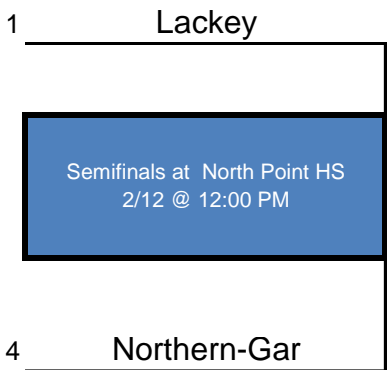 1 Lackey
Semifinals at North Point HS
2/12 @ 12:00 PM
4 Northern-Gar